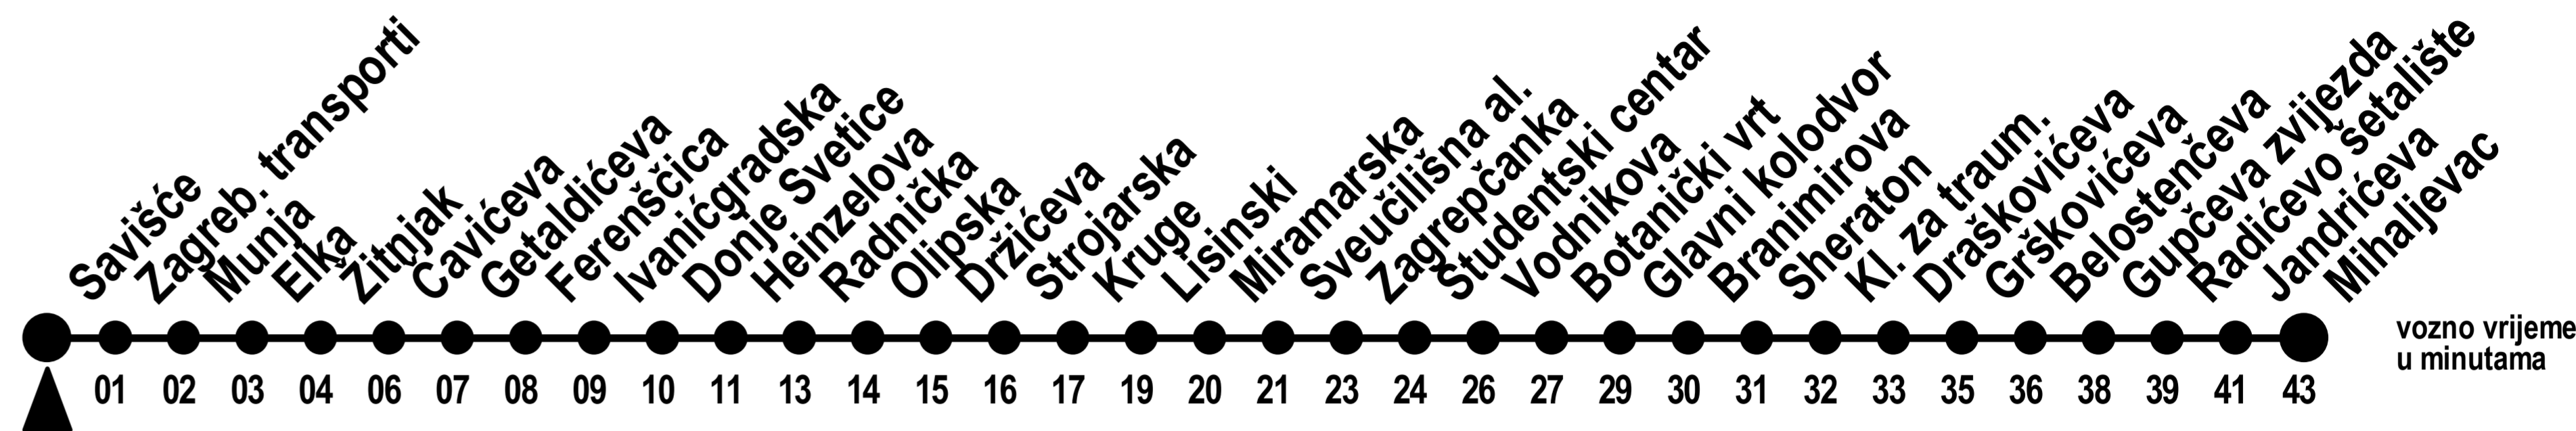 Savišće
Zagreb. transporti
Munja
Elka
Žitnjak
Čavićeva
Getaldićeva
Ferenščica
Ivanićgradska
Donje Svetice
Heinzelova
Radnička
Olipska
Držićeva
Strojarska
Kruge
Lisinski
Miramarska
Sveučilišna al.
Zagrepčanka
Studentski centar
Vodnikova
Botanički vrt
Glavni kolodvor
Branimirova
Sheraton
Kl. za traum.
Draškovićeva
Grškovićeva
Belostenčeva
Gupčeva zvijezda
Radićevo šetalište
Jandrićeva
Mihaljevac
01 02 03 04 06 07 08 09 10 11 13 14 15 16 17 19 20 21 23 24 26 27 29 30 31 32 33 35 36 38 39 41 43
vozno vrijeme
u minutama